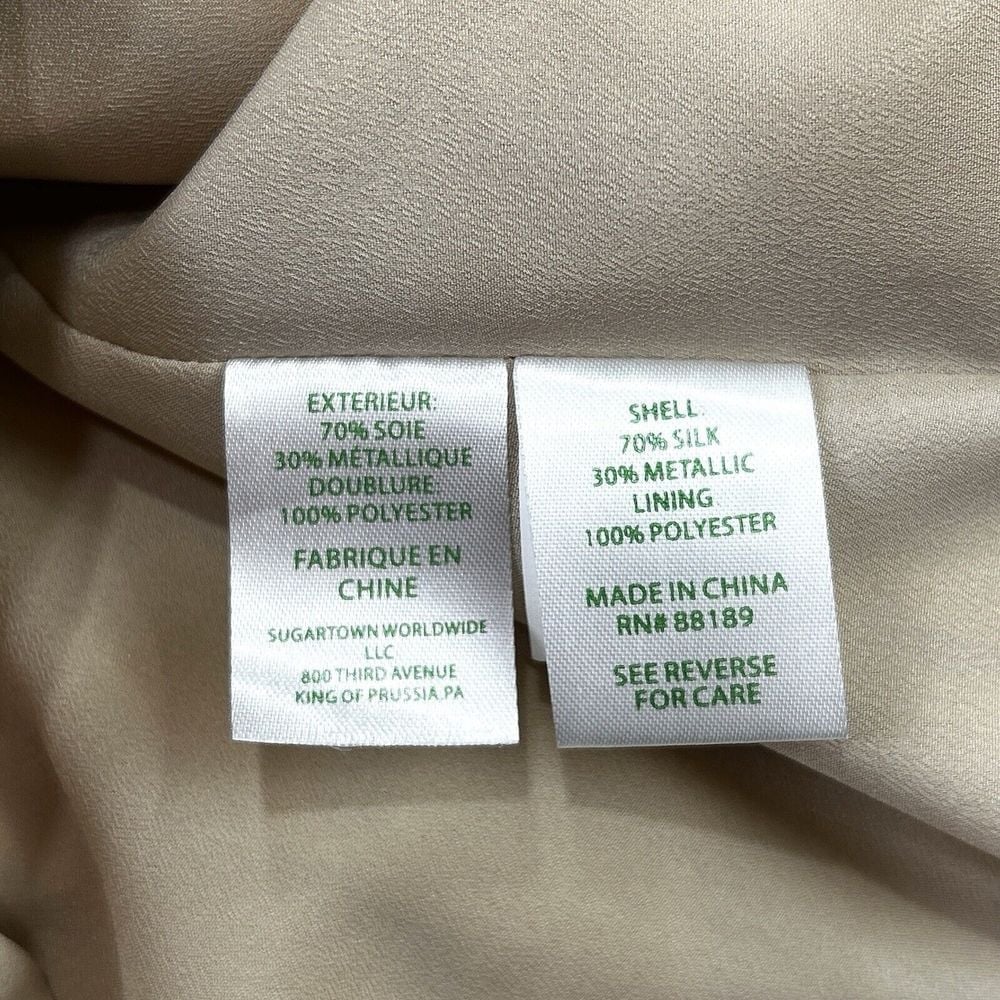 EXTERIEUR:
70% SOIE
30% MÉTALLIQUE
DOUBLURE:
100% POLYESTER
FABRIQUE EN
CHINE
SUGARTOWN WORLDWIDE
LLC
800 THIRD AVENUE
KING OF PRUSSIA, PA
SHELL:
70% SILK
30% METALLIC
LINING
100% POLYESTER
MADE IN CHINA
RN# 88189
SEE REVERSE
FOR CARE